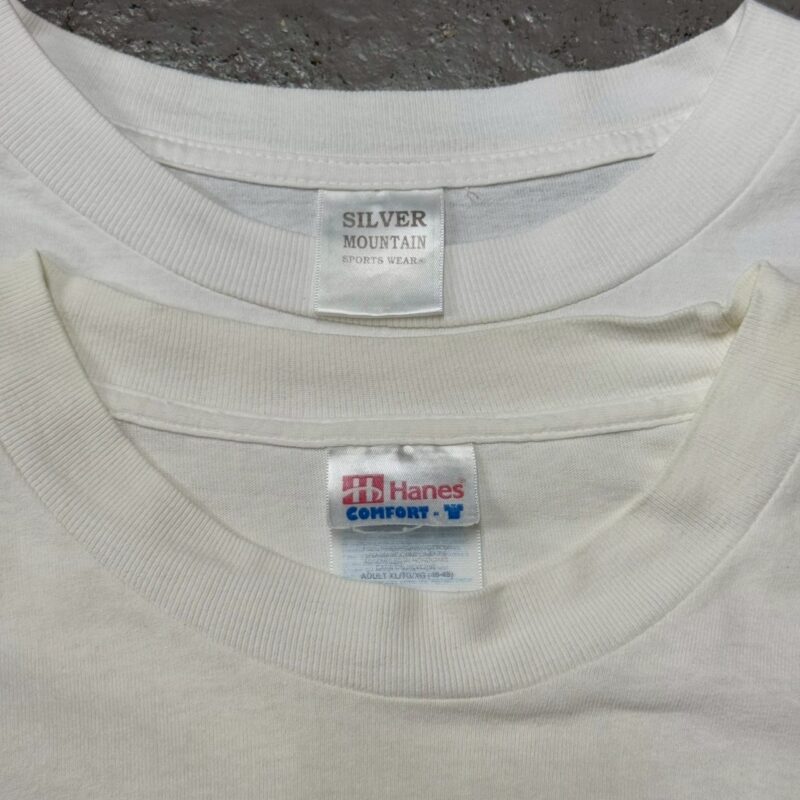 SILVER
MOUNTAIN
SPORTS WEAR®
Hanes®
COMFORT-
ADULT XL/TG/XG (46-48)